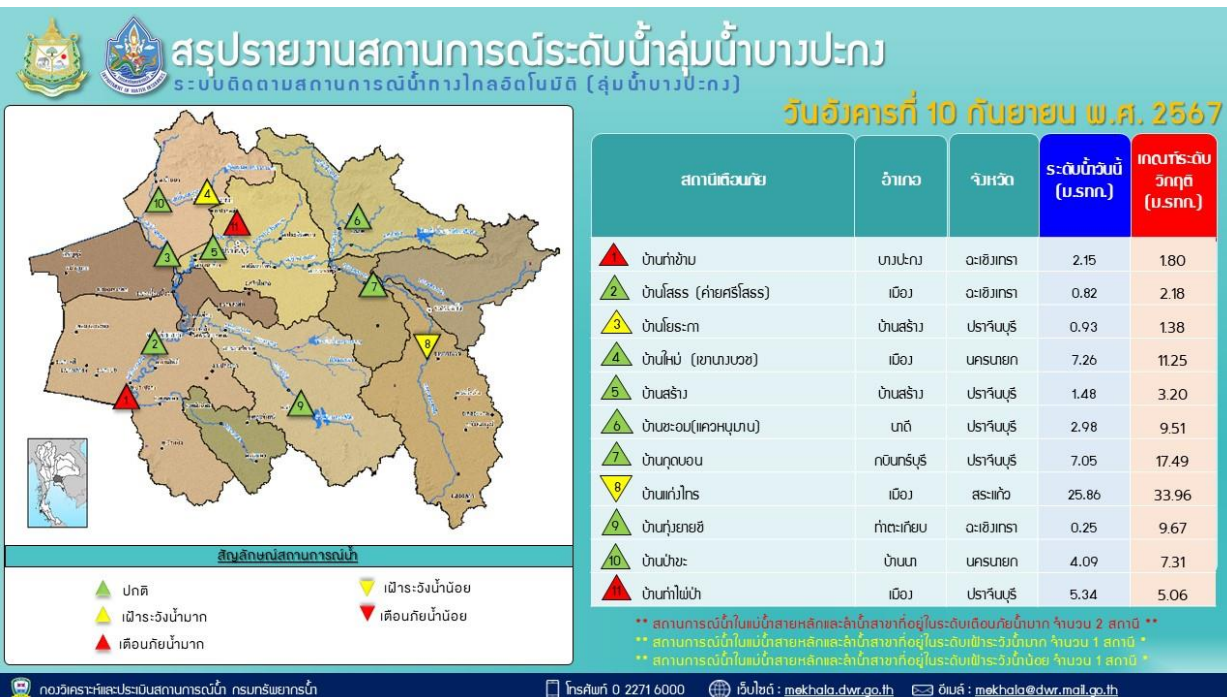 สรุปรายงานสถานการณ์ระดับน้ำลุ่มน้ำบางปะกง
ระบบติดตามสถานการณ์น้ำทางไกลอัตโนมัติ (ลุ่มน้ำบางปะกง)
วันอังคารที่ 10 กันยายน พ.ศ. 2567
สถานีเตือนภัย อำเภอ จังหวัด ระดับน้ำวันนี้ (ม.รทก.) เกณฑ์ระดับวิกฤติ (ม.รทก.)
1 บ้านท่าข้าม บางปะกง ฉะเชิงเทรา 2.15 1.80
2 บ้านโสธร (ค่ายศรีโสธร) เมือง ฉะเชิงเทรา 0.82 2.18
3 บ้านโยธะกา บ้านสร้าง ปราจีนบุรี 0.93 1.38
4 บ้านใหม่ (เขานางบวช) เมือง นครนายก 7.26 11.25
5 บ้านสร้าง บ้านสร้าง ปราจีนบุรี 1.48 3.20
6 บ้านชะอม(แควหนุมาน) นาดี ปราจีนบุรี 2.98 9.51
7 บ้านกุดบอน กบินทร์บุรี ปราจีนบุรี 7.05 17.49
8 บ้านแก่งไทร เมือง สระแก้ว 25.86 33.96
9 บ้านทุ่งยายชี ท่าตะเกียบ ฉะเชิงเทรา 0.25 9.67
10 บ้านป่าขะ บ้านนา นครนายก 4.09 7.31
11 บ้านท่าไผ่ป่า เมือง ปราจีนบุรี 5.34 5.06
** สถานการณ์น้ำในแม่น้ำสายหลักและลำน้ำสาขาที่อยู่ในระดับเตือนภัยน้ำมาก จำนวน 2 สถานี **
** สถานการณ์น้ำในแม่น้ำสายหลักและลำน้ำสาขาที่อยู่ในระดับเฝ้าระวังน้ำมาก จำนวน 1 สถานี *
** สถานการณ์น้ำในแม่น้ำสายหลักและลำน้ำสาขาที่อยู่ในระดับเฝ้าระวังน้ำน้อย จำนวน 1 สถานี *
10
4
11
6
3
5
7
2
8
1
9
สัญลักษณ์สถานการณ์น้ำ
ปกติ
เฝ้าระวังน้ำมาก
เตือนภัยน้ำมาก
เฝ้าระวังน้ำน้อย
เตือนภัยน้ำน้อย
กองวิเคราะห์และประเมินสถานการณ์น้ำ กรมทรัพยากรน้ำ
โทรศัพท์ 0 2271 6000
เว็บไซต์ : mekhala.dwr.go.th
อีเมล์ : mekhala@dwr.mail.go.th